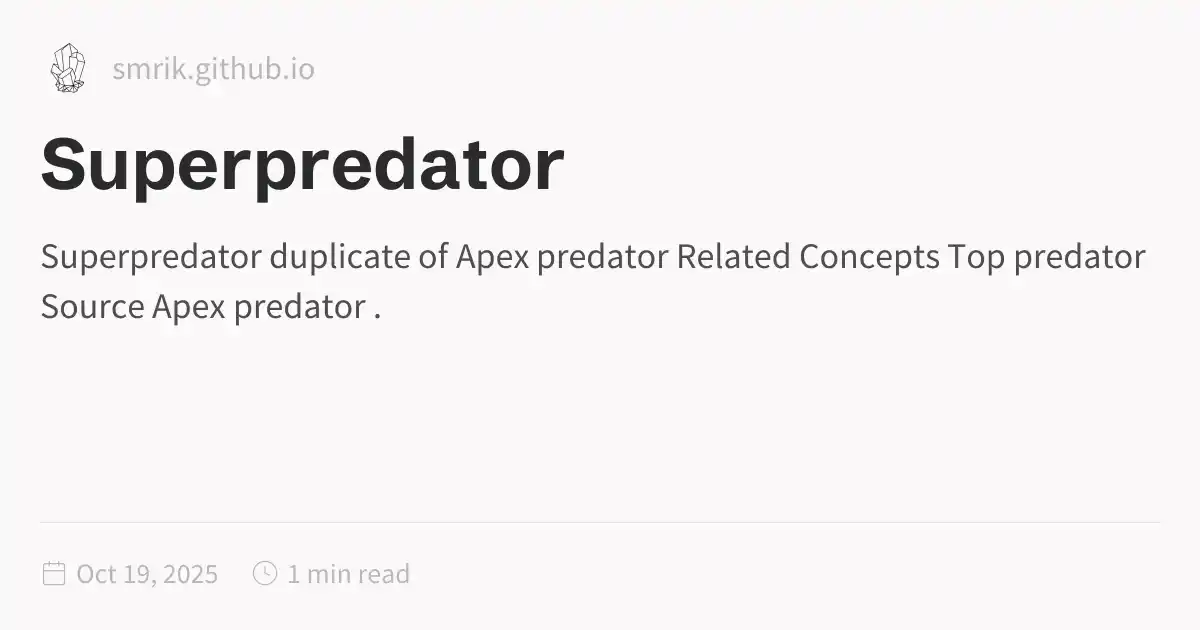 smrik.github.io
Superpredator
Superpredator duplicate of Apex predator Related Concepts Top predator
Source Apex predator .
Oct 19, 2025 1 min read